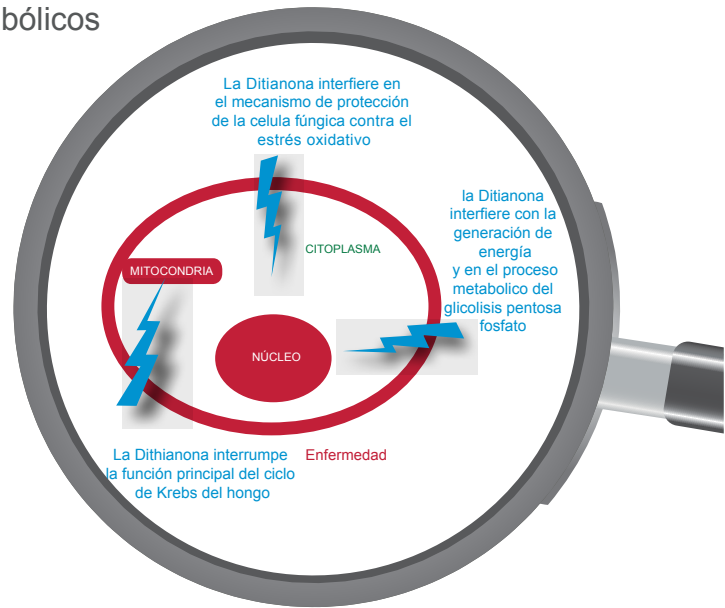 bólicos
La Ditianona interfiere en
el mecanismo de protección
de la celula fúngica contra el
estrés oxidativo
la Ditianona
interfiere con la
generación de
energía
y en el proceso
metabolico del
glicolisis pentosa
fosfato
CITOPLASMA
MITOCONDRIA
NÚCLEO
La Dithianona interrumpe
la función principal del ciclo
de Krebs del hongo
Enfermedad